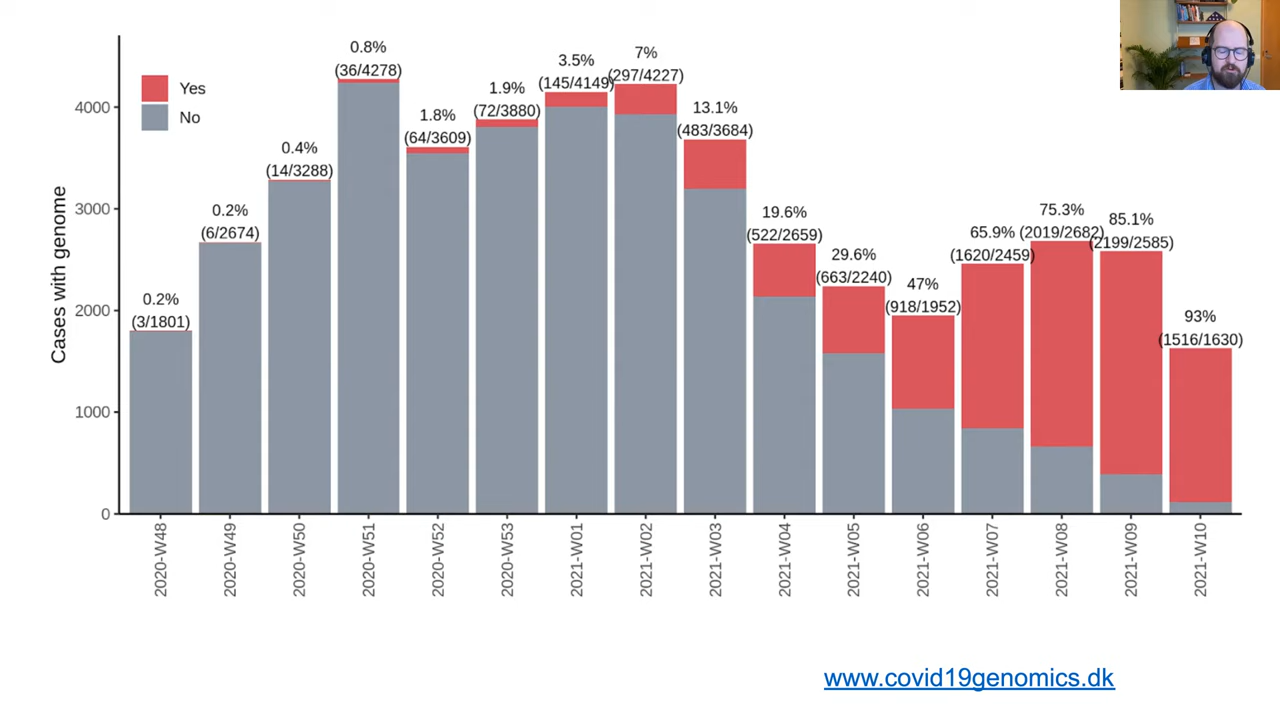 Yes
No
Cases with genome
4000
3000
2000
1000
0
0.2%
(3/1801)
0.2%
(6/2674)
0.4%
(14/3288)
0.8%
(36/4278)
1.8%
(64/3609)
1.9%
(72/3880)
3.5%
(145/4149)
7%
(297/4227)
13.1%
(483/3684)
19.6%
(522/2659)
29.6%
(663/2240)
47%
(918/1952)
65.9%
(1620/2459)
75.3%
(2019/2682)
85.1%
(2199/2585)
93%
(1516/1630)
2020-W48
2020-W49
2020-W50
2020-W51
2020-W52
2020-W53
2021-W01
2021-W02
2021-W03
2021-W04
2021-W05
2021-W06
2021-W07
2021-W08
2021-W09
2021-W10
www.covid19genomics.dk